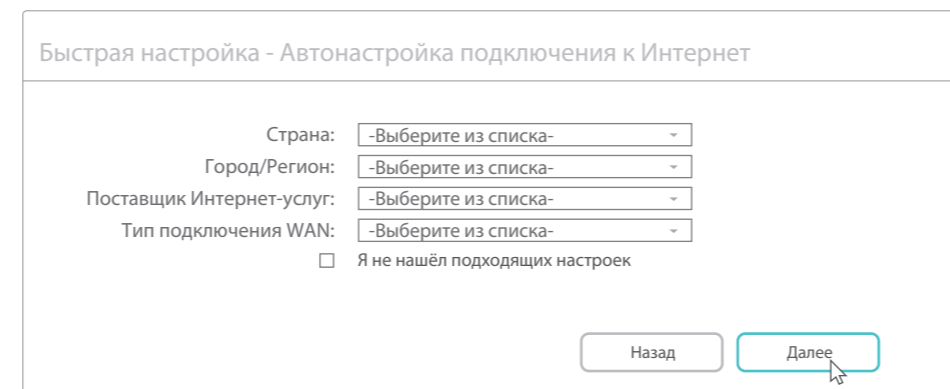 Быстрая настройка - Автонастройка подключения к Интернет
Страна: -Выберите из списка-
Город/Регион: -Выберите из списка-
Поставщик Интернет-услуг: -Выберите из списка-
Тип подключения WAN: -Выберите из списка-
Я не нашёл подходящих настроек
Назад Далее